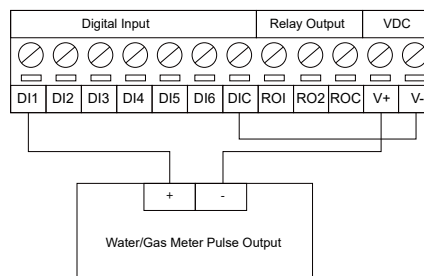 Digital Input Relay Output VDC
DI1 DI2 DI3 DI4 DI5 DI6 DIC ROI RO2 ROC V+ V-
+ -
Water/Gas Meter Pulse Output